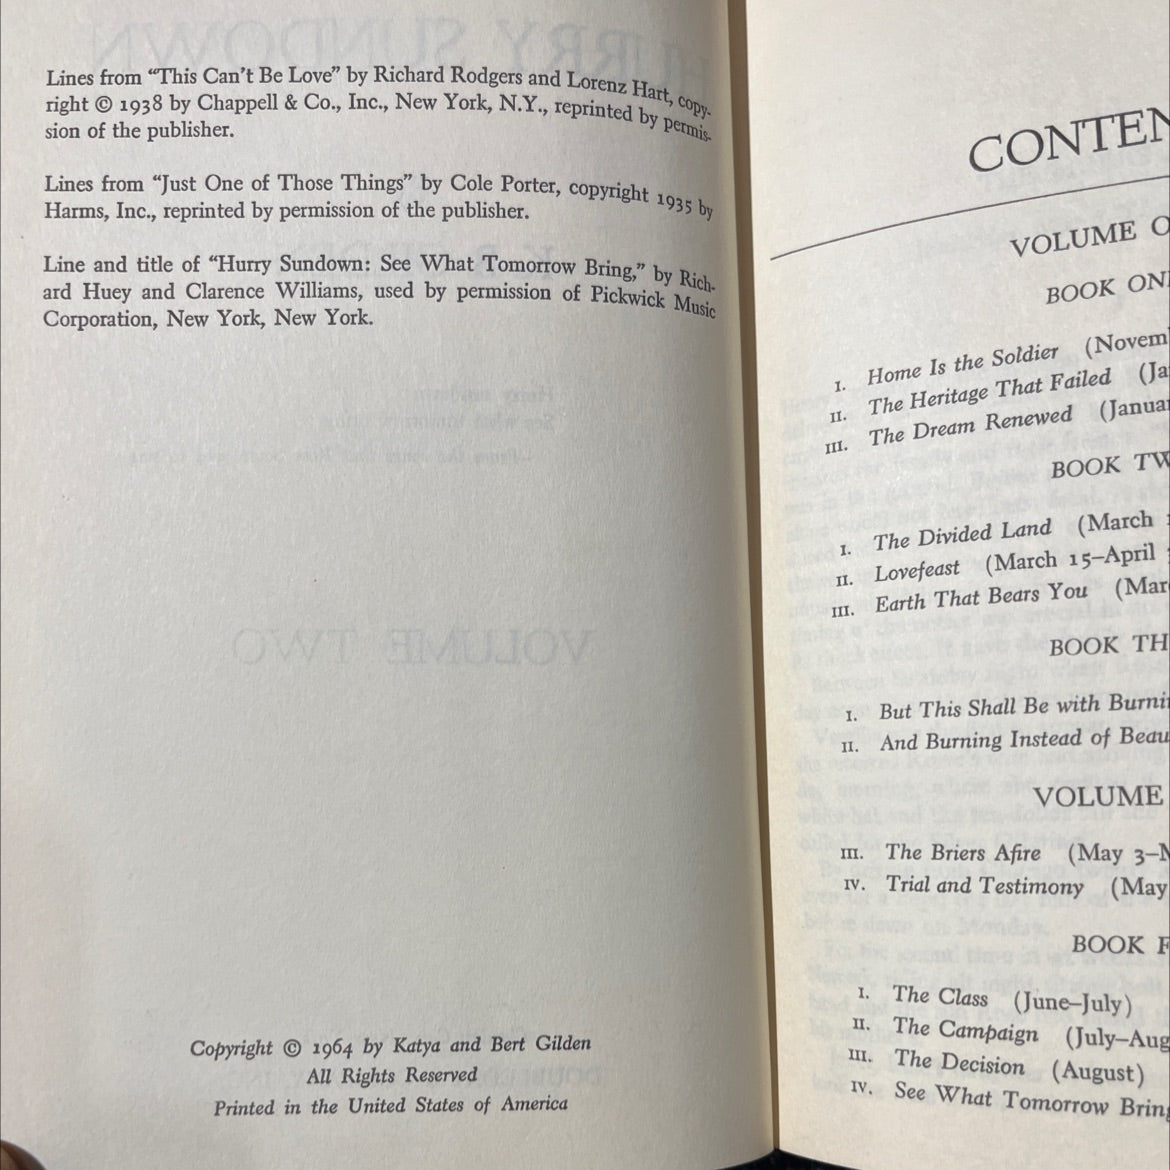 Lines from “This Can’t Be Love” by Richard Rodgers and Lorenz Hart, copy-
right © 1938 by Chappell & Co., Inc., New York, N.Y., reprinted by permis-
sion of the publisher.
Lines from “Just One of Those Things” by Cole Porter, copyright 1935 by
Harms, Inc., reprinted by permission of the publisher.
Line and title of “Hurry Sundown: See What Tomorrow Bring,” by Rich-
ard Huey and Clarence Williams, used by permission of Pickwick Music
Corporation, New York, New York.
Copyright © 1964 by Katya and Bert Gilden
All Rights Reserved
Printed in the United States of America
CONTEN
VOLUME O
BOOK ON
I. Home Is the Soldier (Novem
II. The Heritage That Failed (Ja
III. The Dream Renewed (Januar
BOOK TW
I. The Divided Land (March
II. Lovefeast (March 15–April
III. Earth That Bears You (Mar
BOOK TH
I. But This Shall Be with Burni
II. And Burning Instead of Beau
VOLUME
III. The Briers Afire (May 3–
IV. Trial and Testimony (May
BOOK F
I. The Class (June–July)
II. The Campaign (July–Aug
III. The Decision (August)
IV. See What Tomorrow Bring